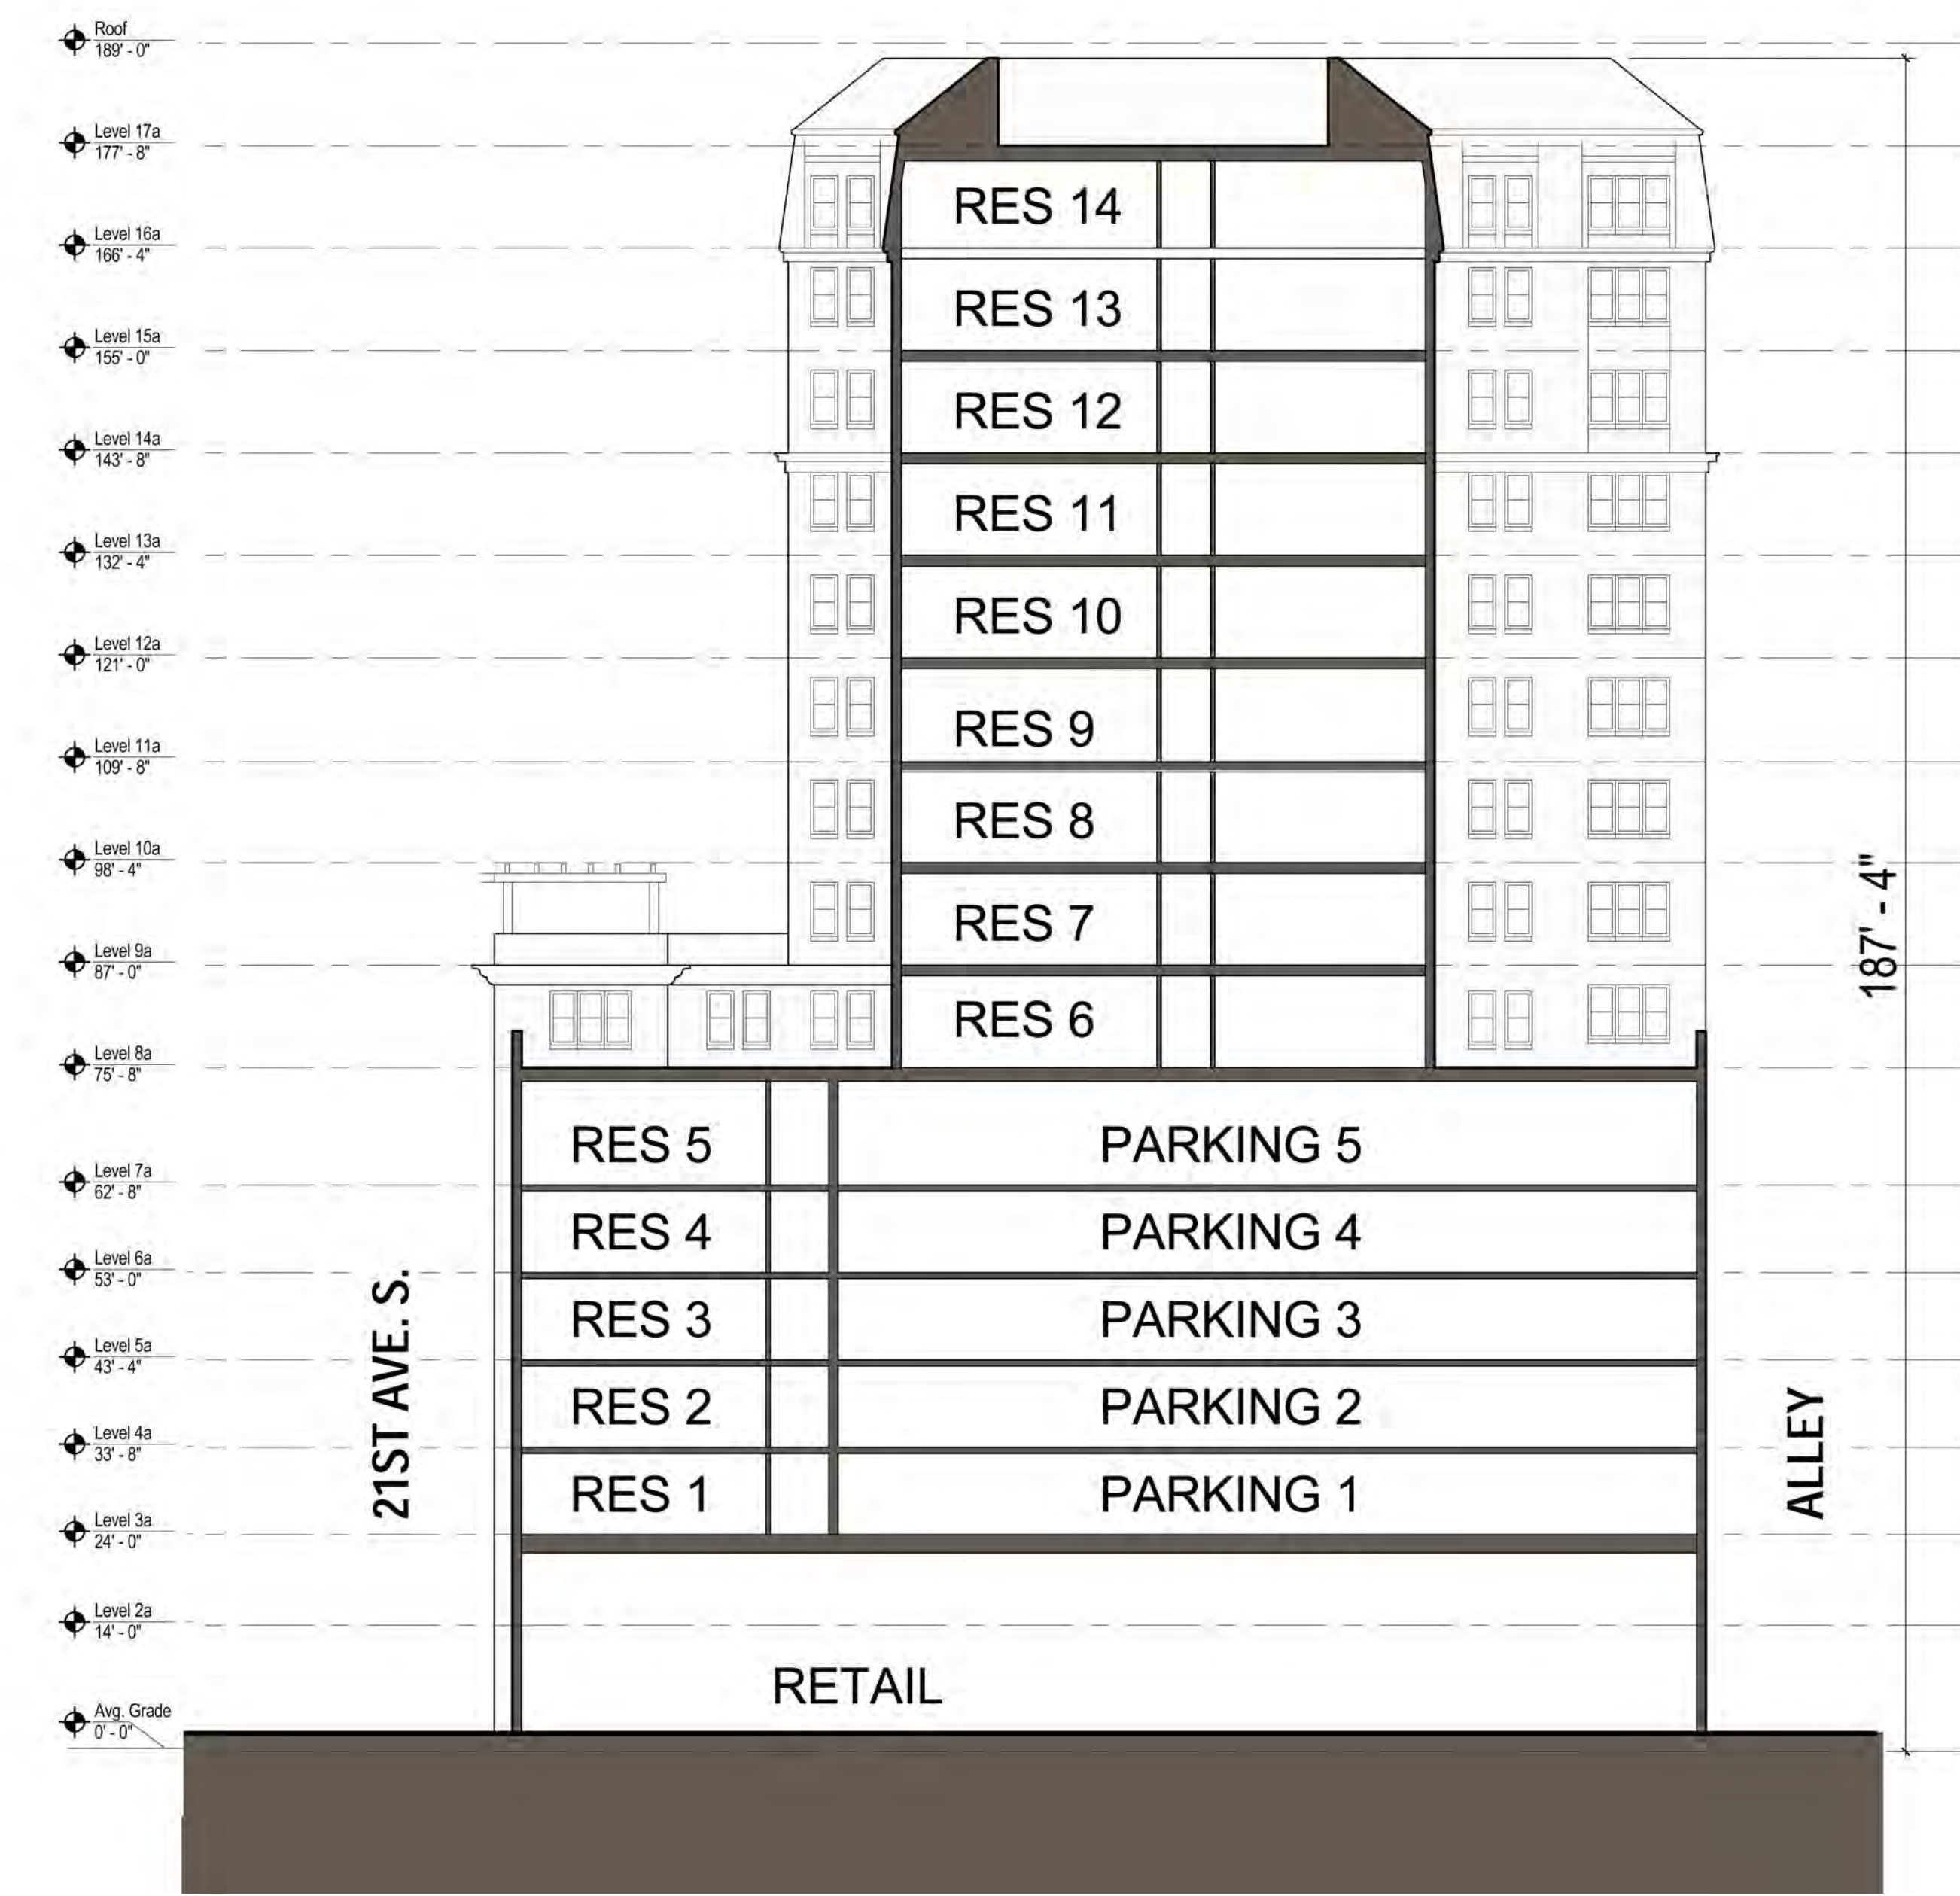 Roof
189' - 0"
Level 17a
177' - 8"
RES 14
Level 16a
166' - 4"
RES 13
Level 15a
155' - 0"
RES 12
Level 14a
143' - 8"
RES 11
Level 13a
132' - 4"
RES 10
Level 12a
121' - 0"
RES 9
Level 11a
109' - 8"
RES 8
Level 10a
98' - 4"
RES 7
187' - 4"
Level 9a
87' - 0"
RES 6
Level 8a
75' - 8"
RES 5 PARKING 5
Level 7a
62' - 8"
RES 4 PARKING 4
Level 6a
53' - 0"
RES 3 PARKING 3
Level 5a
43' - 4"
21ST AVE. S.
RES 2 PARKING 2
ALLEY
Level 4a
33' - 8"
RES 1 PARKING 1
Level 3a
24' - 0"
Level 2a
14' - 0"
RETAIL
Avg. Grade
0' - 0"